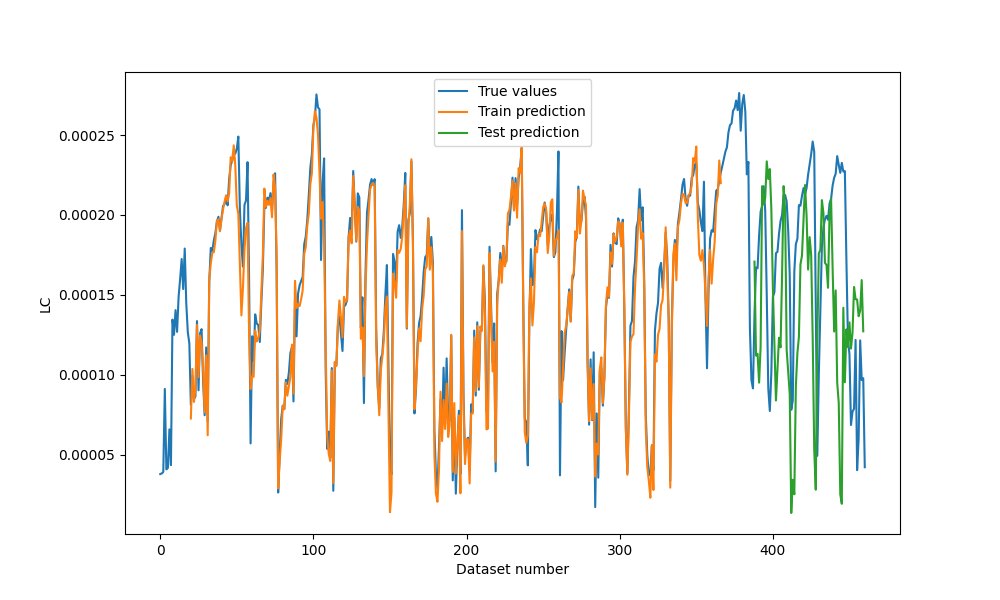 True values
Train prediction
Test prediction
0.00025
0.00020
0.00015
0.00010
0.00005
LC
0 100 200 300 400
Dataset number